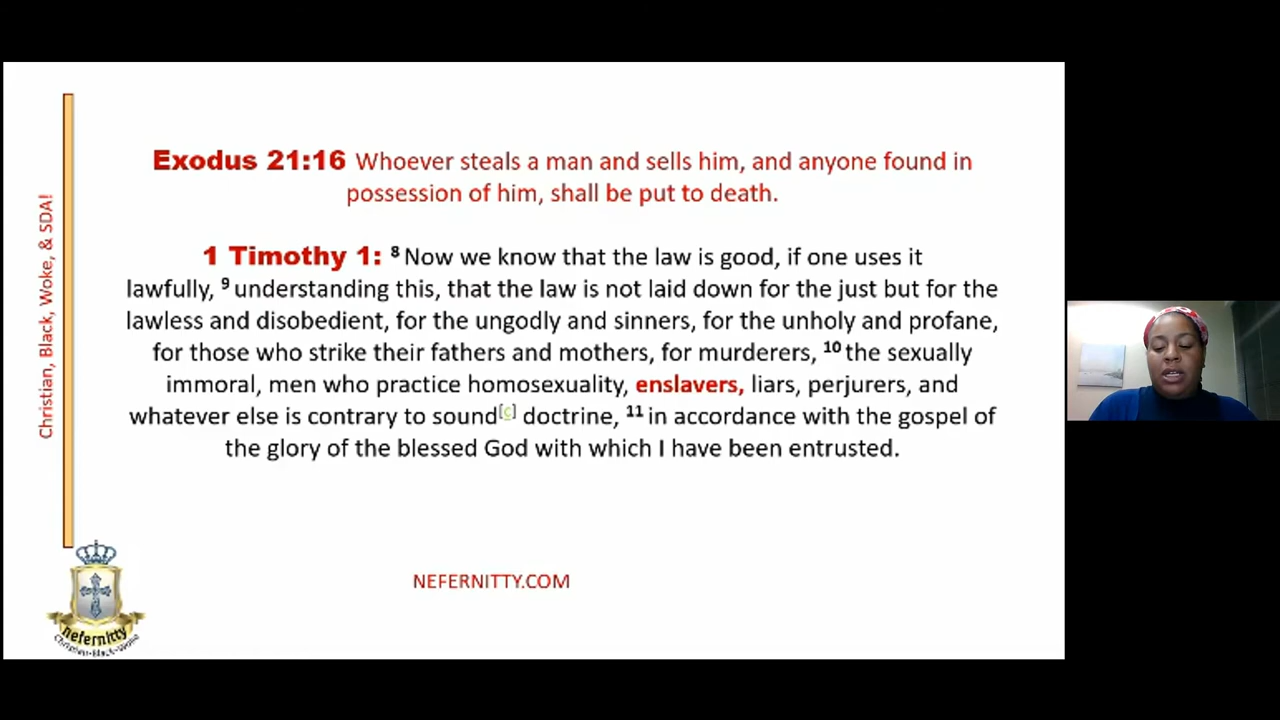 Exodus 21:16 Whoever steals a man and sells him, and anyone found in
possession of him, shall be put to death.
1 Timothy 1: 8 Now we know that the law is good, if one uses it
lawfully, 9 understanding this, that the law is not laid down for the just but for the
lawless and disobedient, for the ungodly and sinners, for the unholy and profane,
for those who strike their fathers and mothers, for murderers, 10 the sexually
immoral, men who practice homosexuality, enslavers, liars, perjurers, and
whatever else is contrary to sound[c] doctrine, 11 in accordance with the gospel of
the glory of the blessed God with which I have been entrusted.
Christian, Black, Woke, & SDA!
NEFERNITTY.COM
nefernitty
Christian-Black-Woke